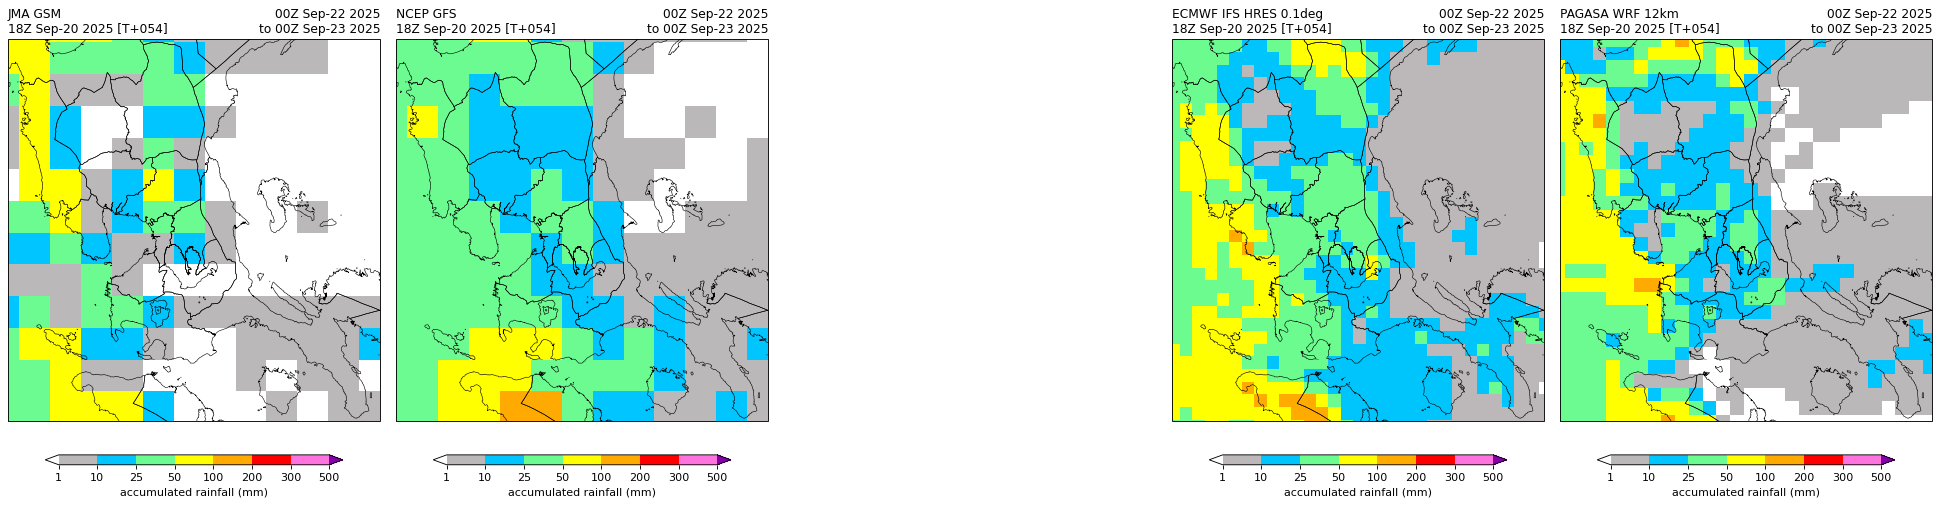 JMA GSM 00Z Sep-22 2025
18Z Sep-20 2025 [T+054] to 00Z Sep-23 2025
1 10 25 50 100 200 300 500
accumulated rainfall (mm)
NCEP GFS 00Z Sep-22 2025
18Z Sep-20 2025 [T+054] to 00Z Sep-23 2025
1 10 25 50 100 200 300 500
accumulated rainfall (mm)
ECMWF IFS HRES 0.1deg 00Z Sep-22 2025
18Z Sep-20 2025 [T+054] to 00Z Sep-23 2025
1 10 25 50 100 200 300 500
accumulated rainfall (mm)
PAGASA WRF 12km 00Z Sep-22 2025
18Z Sep-20 2025 [T+054] to 00Z Sep-23 2025
1 10 25 50 100 200 300 500
accumulated rainfall (mm)